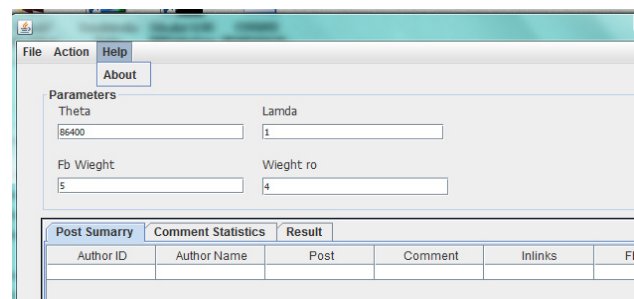 File Action Help
About
Parameters
Theta Lamda
86400 1
Fb Wieght Wieght ro
5 4
Post Sumarry Comment Statistics Result
Author ID Author Name Post Comment Inlinks